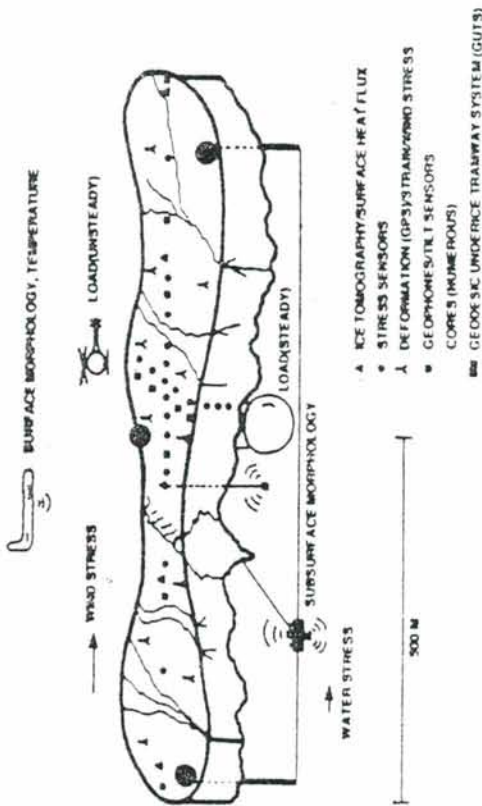 SURFACE MORPHOLOGY, TEMPERATURE
LOAD(UNSTEADY)
WIND STRESS
LOAD(STEADY)
SUBSURFACE MORPHOLOGY
WATER STRESS
500 M
ICE TOMOGRAPHY/SURFACE HEAT FLUX
STRESS SENSORS
DEFORMATION (GPS)/STRAIN/WIND STRESS
GEOPHONES/TILT SENSORS
CORES (NUMEROUS)
GEODESIC UNDERICE TRAMWAY SYSTEM (GUTS)